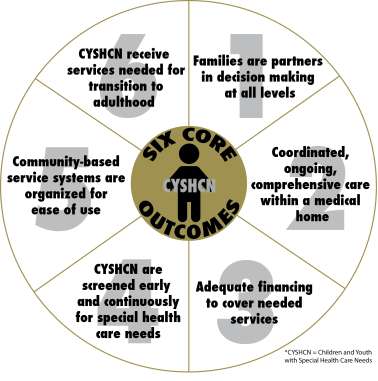 SIX CORE
CYSHCN
OUTCOMES
1
Families are partners
in decision making
at all levels
2
Coordinated,
ongoing,
comprehensive care
within a medical
home
3
Adequate financing
to cover needed
services
4
CYSHCN are
screened early
and continuously
for special health
care needs
5
Community-based
service systems are
organized for
ease of use
6
CYSHCN receive
services needed for
transition to
adulthood
*CYSHCN = Children and Youth
with Special Health Care Needs